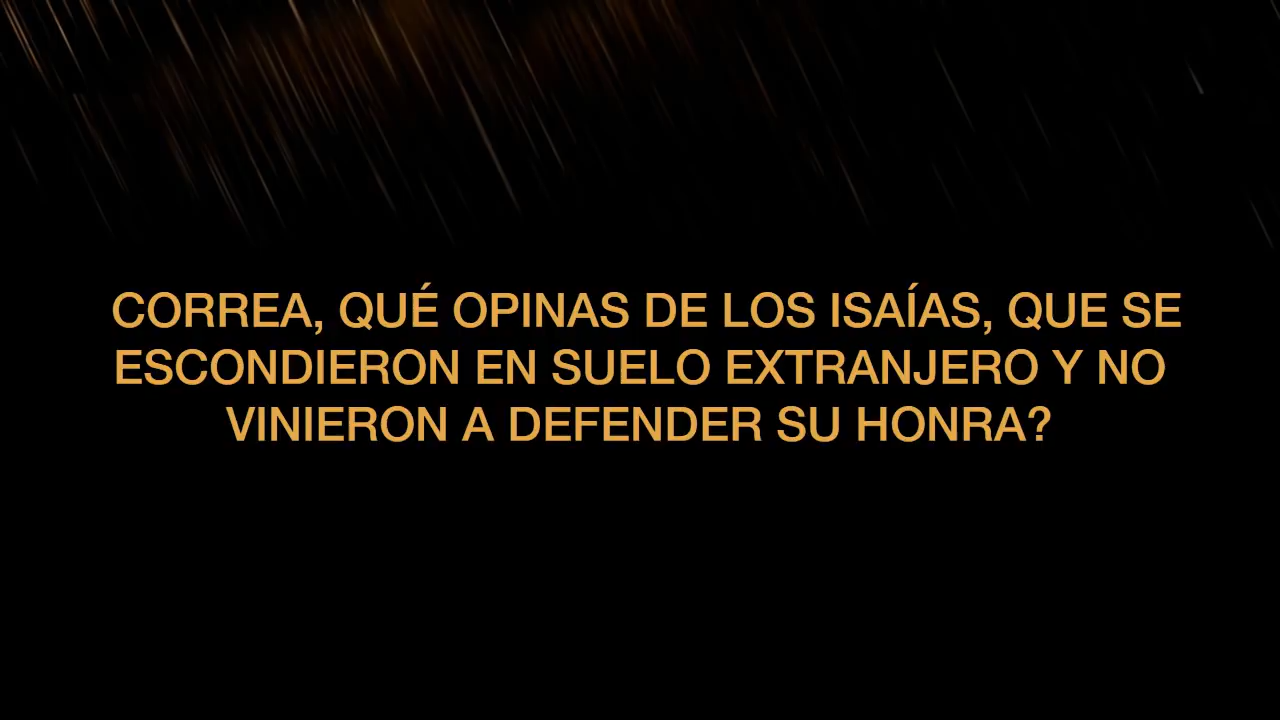 CORREA, QUÉ OPINAS DE LOS ISAÍAS, QUE SE
ESCONDIERON EN SUELO EXTRANJERO Y NO
VINIERON A DEFENDER SU HONRA?